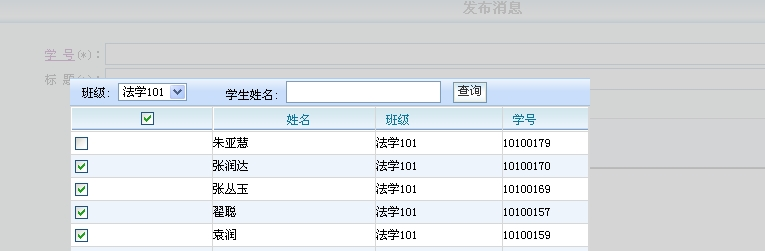 发布消息
学 号(*)：
标 题(*)：
班级： 法学101 学生姓名： 查询
姓名 班级 学号
朱亚慧 法学101 10100179
张润达 法学101 10100170
张丛玉 法学101 10100169
翟聪 法学101 10100157
袁润 法学101 10100159